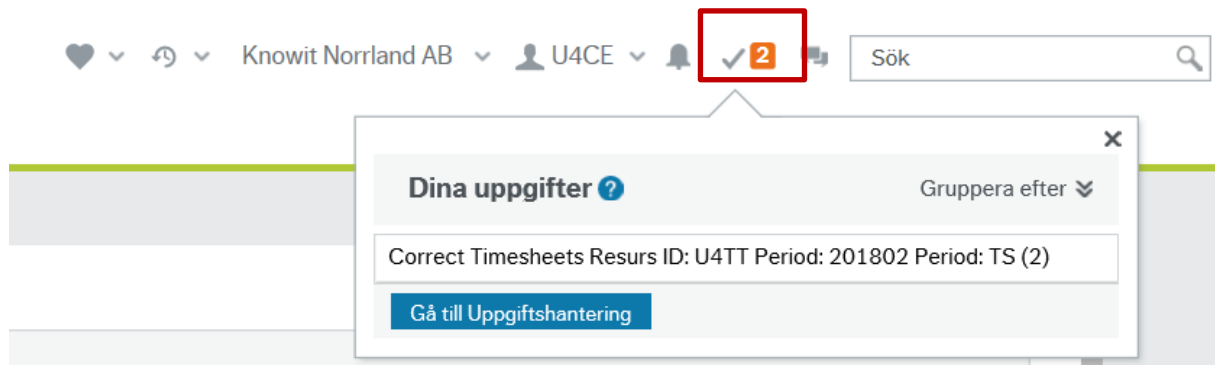 Knowit Norrland AB U4CE 2 Sök
Dina uppgifter ? Gruppera efter
Correct Timesheets Resurs ID: U4TT Period: 201802 Period: TS (2)
Gå till Uppgiftshantering